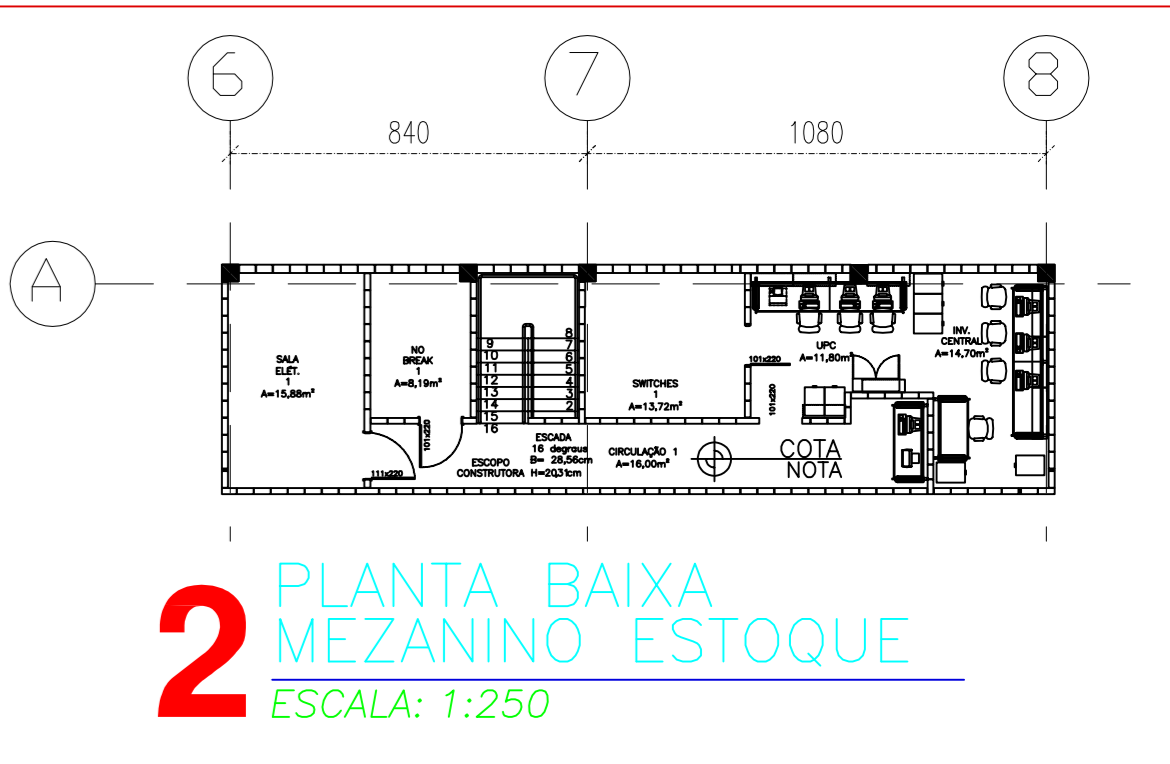 6
7
8
840
1080
A
SALA
ELÉT.
1
A=15,88m²
NO
BREAK
1
A=8,19m²
9
10
11
12
13
14
15
16
8
7
6
5
4
3
2
SWITCHES
1
A=13,72m²
UPC
A=11,80m²
INV.
CENTRAL
A=14,70m²
101x220
101x220
101x220
111x220
ESCADA
16 degraus
B= 28,56cm
H=20,31cm
ESCOPO
CONSTRUTORA
CIRCULAÇÃO 1
A=16,00m²
COTA
NOTA
2
PLANTA BAIXA
MEZANINO ESTOQUE
ESCALA: 1:250